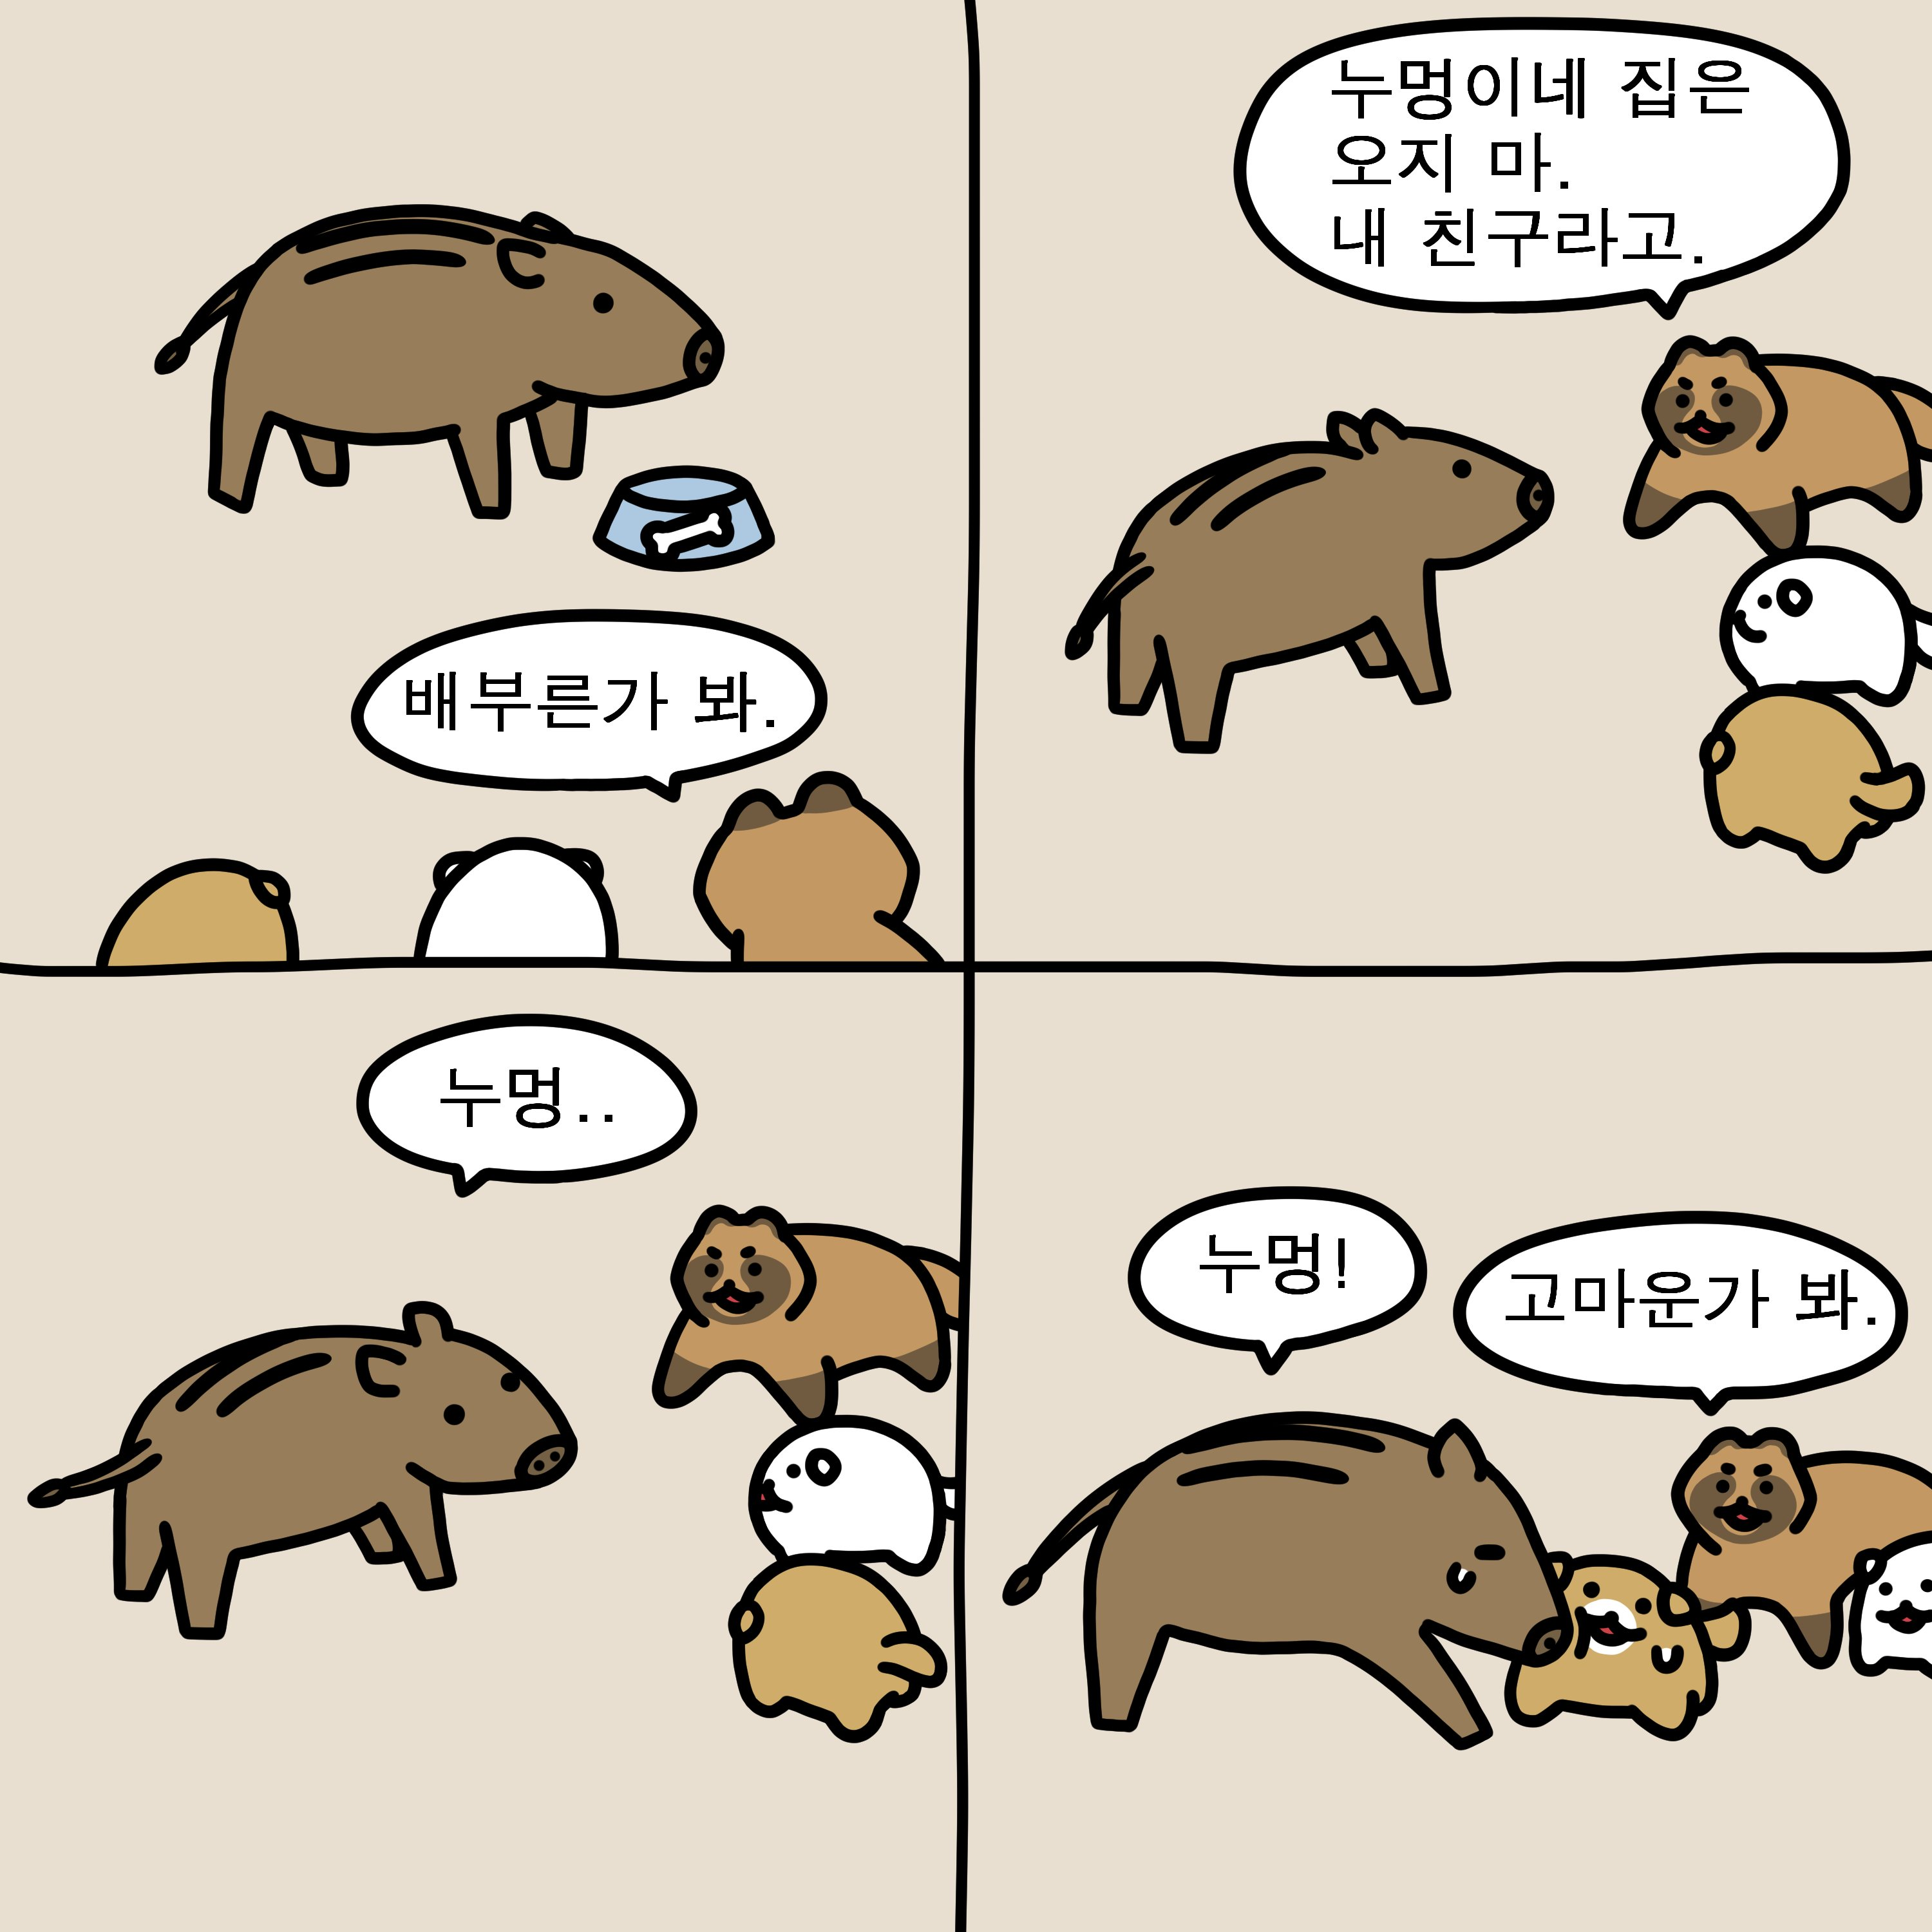 배부른가 봐.
누멍이네 집은
오지 마.
내 친구라고.
누멍..
누멍!
고마운가 봐.